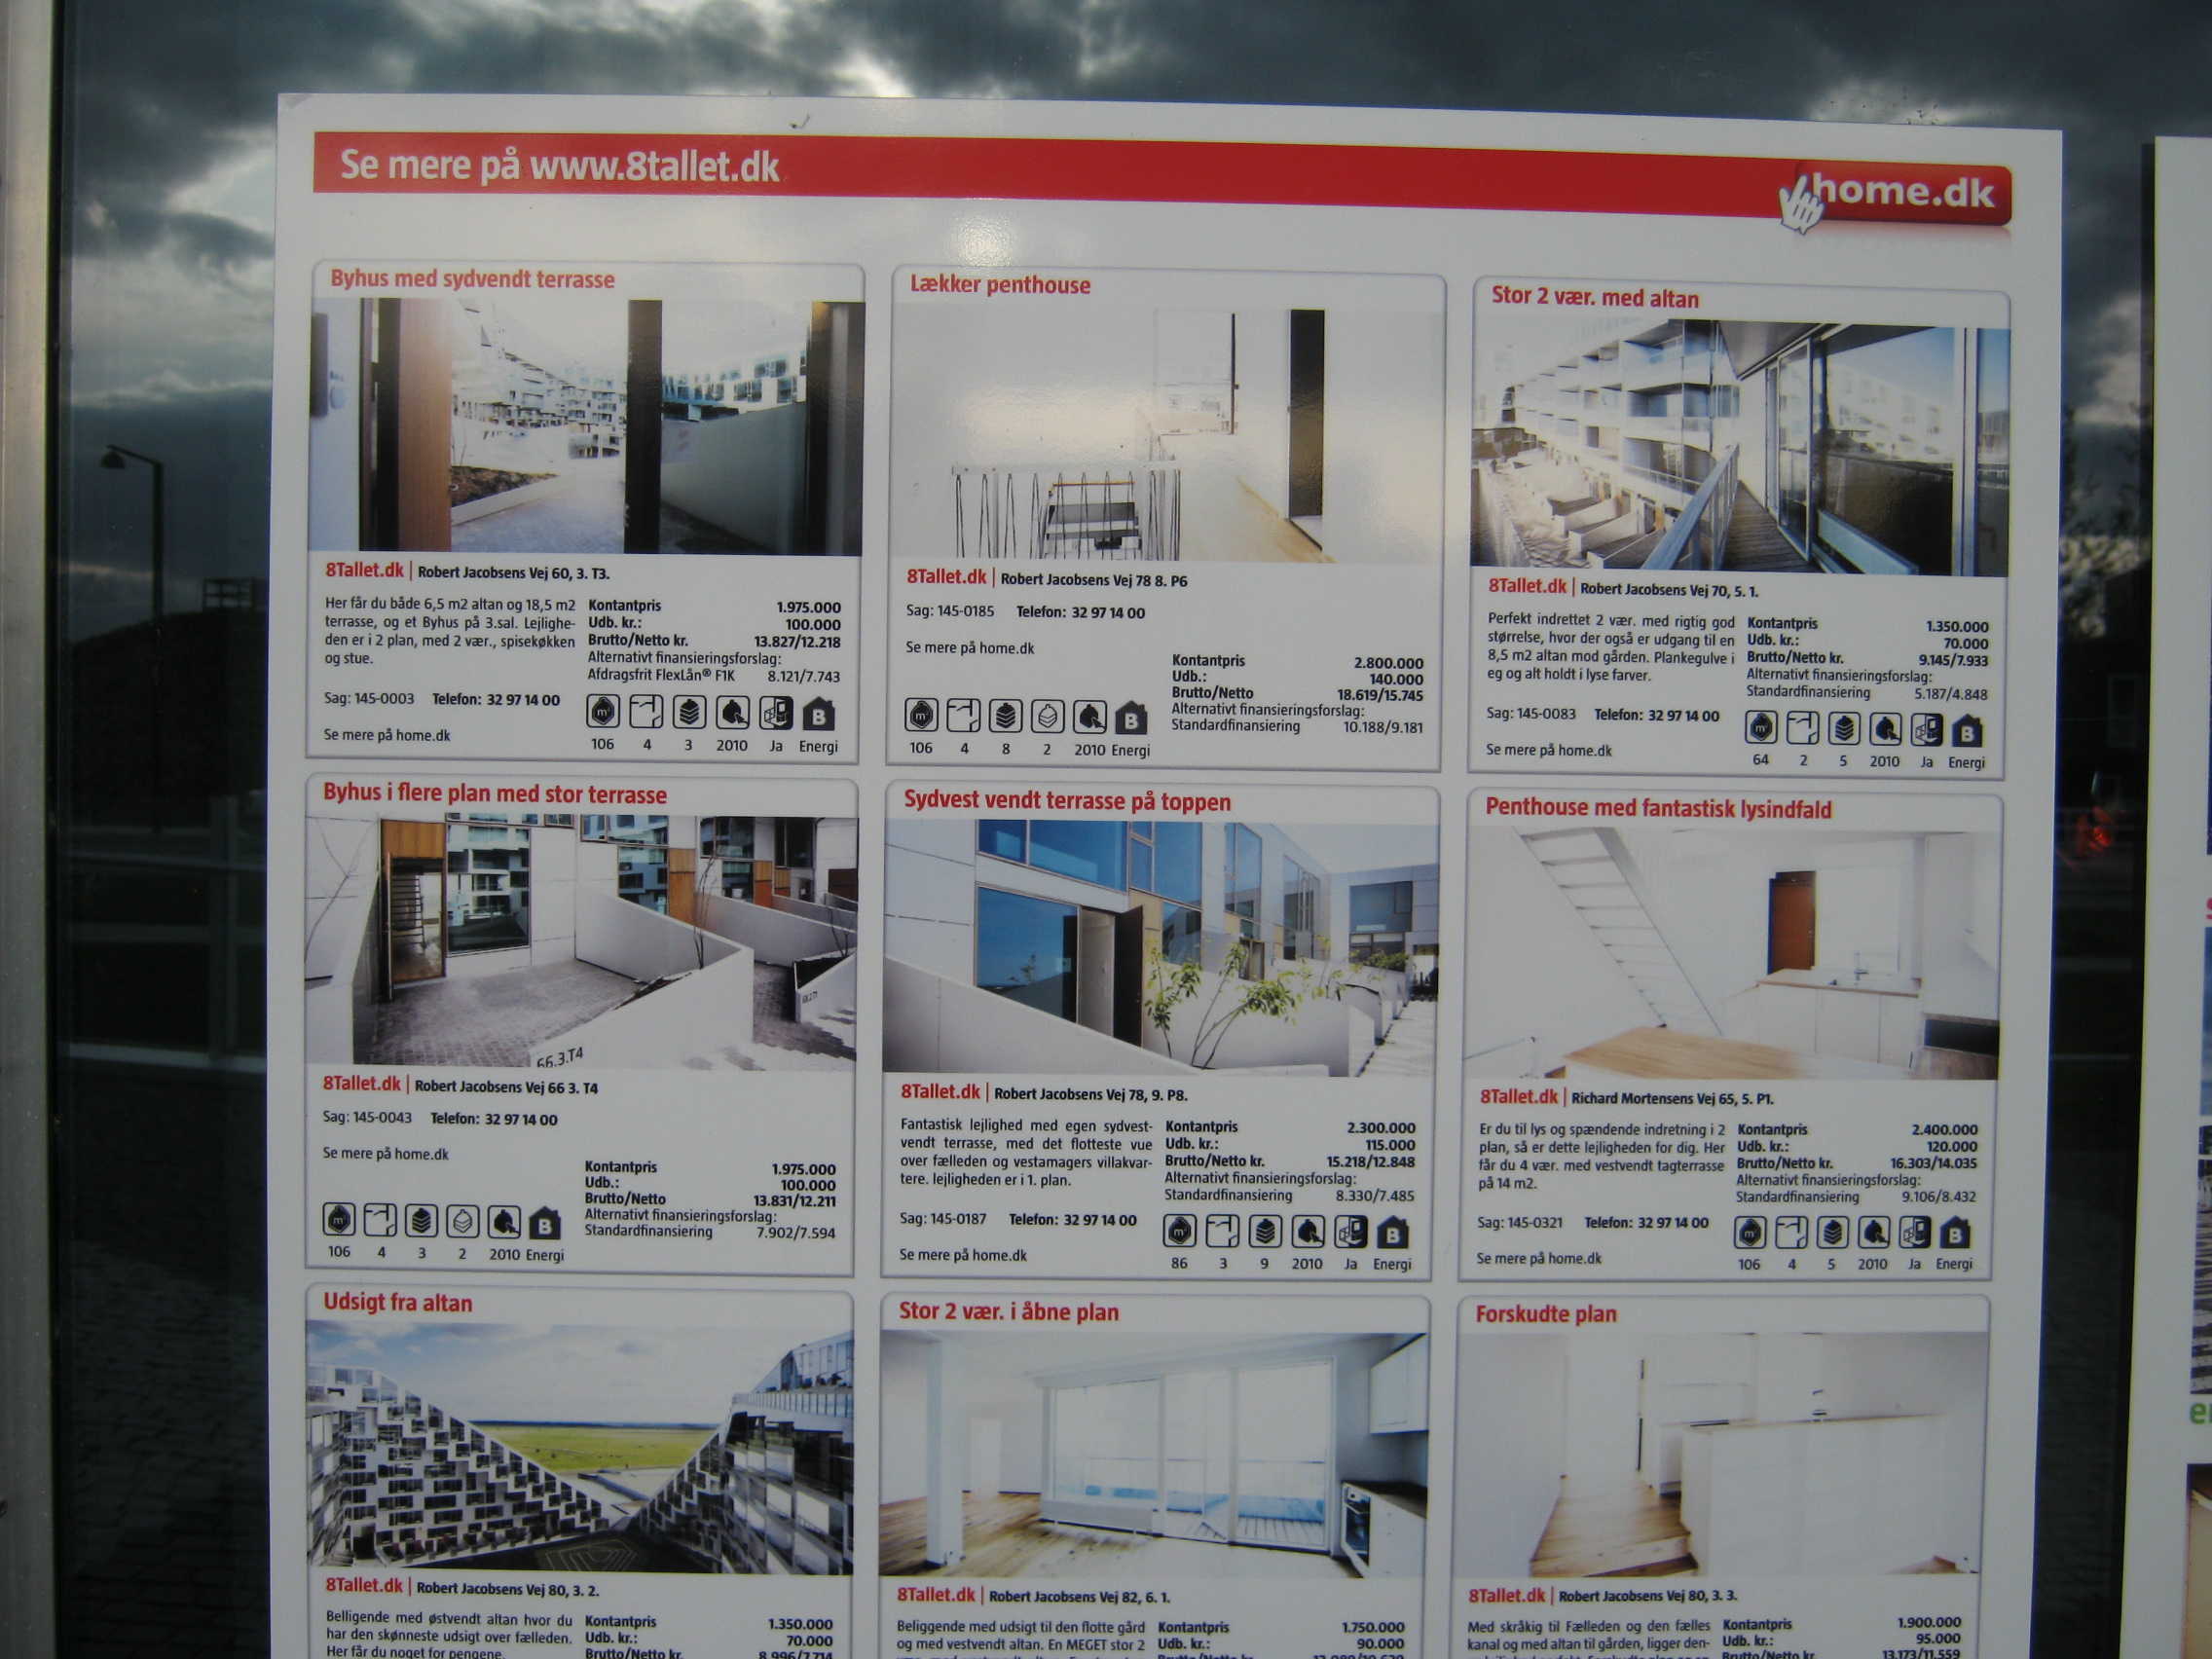 Se mere på www.8tallet.dk
home.dk
Byhus med sydvendt terrasse
8Tallet.dk | Robert Jacobsens Vej 60, 3. T3.
Her får du både 6,5 m2 altan og 18,5 m2
terrasse, og et Byhus på 3.sal. Lejlighe-
den er i 2 plan, med 2 vær., spisekøkken
og stue.
Sag: 145-0003 Telefon: 32 97 14 00
Se mere på home.dk
Kontantpris 1.975.000
Udb. kr.: 100.000
Brutto/Netto kr. 13.827/12.218
Alternativt finansieringsforslag:
Afdragsfrit FlexLån® F1K 8.121/7.743
m² B
106 4 3 2010 Ja Energi
Lækker penthouse
8Tallet.dk | Robert Jacobsens Vej 78 8. P6
Sag: 145-0185 Telefon: 32 97 14 00
Se mere på home.dk
Kontantpris 2.800.000
Udb.: 140.000
Brutto/Netto 18.619/15.745
Alternativt finansieringsforslag:
Standardfinansiering 10.188/9.181
m² B
106 4 8 2 2010 Energi
Stor 2 vær. med altan
8Tallet.dk | Robert Jacobsens Vej 70, 5. 1.
Perfekt indrettet 2 vær. med rigtig god
størrelse, hvor der også er udgang til en
8,5 m2 altan mod gården. Plankegulve i
eg og alt holdt i lyse farver.
Sag: 145-0083 Telefon: 32 97 14 00
Se mere på home.dk
Kontantpris 1.350.000
Udb. kr.: 70.000
Brutto/Netto kr. 9.145/7.933
Alternativt finansieringsforslag:
Standardfinansiering 5.187/4.848
m² B
64 2 5 2010 Ja Energi
Byhus i flere plan med stor terrasse
66.3.T4
8Tallet.dk | Robert Jacobsens Vej 66 3. T4
Sag: 145-0043 Telefon: 32 97 14 00
Se mere på home.dk
Kontantpris 1.975.000
Udb.: 100.000
Brutto/Netto 13.831/12.211
Alternativt finansieringsforslag:
Standardfinansiering 7.902/7.594
m² B
106 4 3 2 2010 Energi
Sydvest vendt terrasse på toppen
8Tallet.dk | Robert Jacobsens Vej 78, 9. P8.
Fantastisk lejlighed med egen sydvest-
vendt terrasse, med det flotteste vue
over fælleden og vestamagers villakvar-
tere. lejligheden er i 1. plan.
Sag: 145-0187 Telefon: 32 97 14 00
Se mere på home.dk
Kontantpris 2.300.000
Udb. kr.: 115.000
Brutto/Netto kr. 15.218/12.848
Alternativt finansieringsforslag:
Standardfinansiering 8.330/7.485
m² B
86 3 9 2010 Ja Energi
Penthouse med fantastisk lysindfald
8Tallet.dk | Richard Mortensens Vej 65, 5. P1.
Er du til lys og spændende indretning i 2
plan, så er dette lejligheden for dig. Her
får du 4 vær. med vestvendt tagterrasse
på 14 m2.
Sag: 145-0321 Telefon: 32 97 14 00
Se mere på home.dk
Kontantpris 2.400.000
Udb. kr.: 120.000
Brutto/Netto kr. 16.303/14.035
Alternativt finansieringsforslag:
Standardfinansiering 9.106/8.432
m² B
106 4 5 2010 Ja Energi
Udsigt fra altan
8Tallet.dk | Robert Jacobsens Vej 80, 3. 2.
Belligende med østvendt altan hvor du
har den skønneste udsigt over fælleden.
Her får du noget for pengene.
Kontantpris 1.350.000
Udb. kr.: 70.000
Brutto/Netto kr. 8.996/7.714
Stor 2 vær. i åbne plan
8Tallet.dk | Robert Jacobsens Vej 82, 6. 1.
Beliggende med udsigt til den flotte gård
og med vestvendt altan. En MEGET stor 2
Kontantpris 1.750.000
Udb. kr.: 90.000
Brutto/Netto kr.
Forskudte plan
8Tallet.dk | Robert Jacobsens Vej 80, 3. 3.
Med skråkig til Fælleden og den fælles
kanal og med altan til gården, ligger den-
Kontantpris 1.900.000
Udb. kr.: 95.000
Brutto/Netto kr. 13.173/11.559